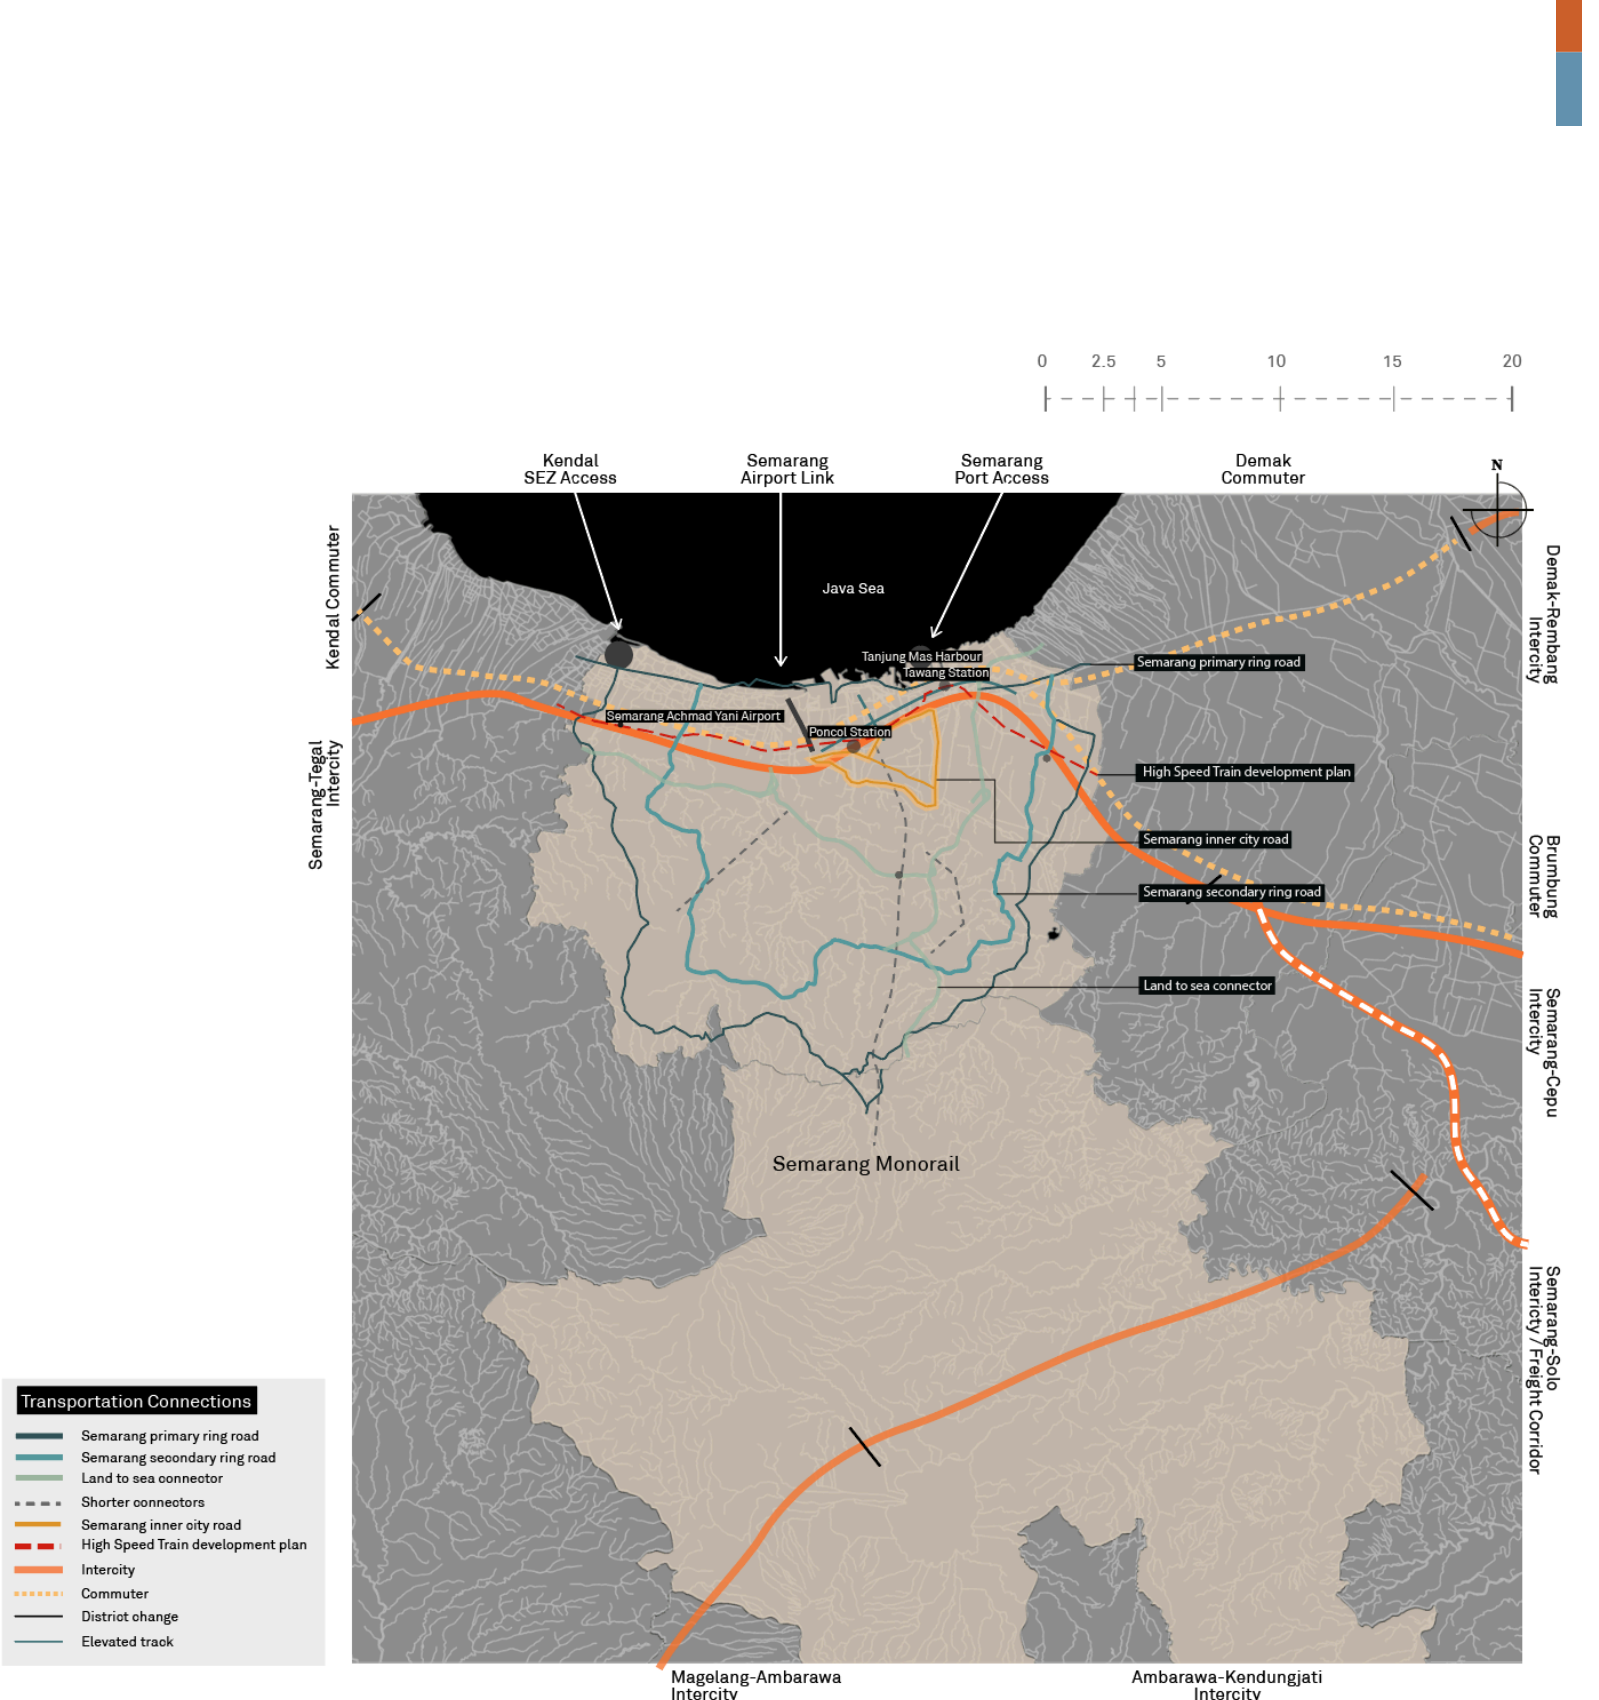 0 2.5 5 10 15 20
Kendal
SEZ Access
Semarang
Airport Link
Semarang
Port Access
Demak
Commuter
N
Kendal Commuter
Semarang-Tegal
Intercity
Java Sea
Tanjung Mas Harbour
Tawang Station
Semarang Achmad Yani Airport
Poncol Station
Semarang primary ring road
High Speed Train development plan
Semarang inner city road
Semarang secondary ring road
Land to sea connector
Semarang Monorail
Demak-Rembang
Intercity
Brumbung
Commuter
Semarang-Cepu
Intercity
Semarang-Solo
Intericty / Freight Corridor
Transportation Connections
Semarang primary ring road
Semarang secondary ring road
Land to sea connector
Shorter connectors
Semarang inner city road
High Speed Train development plan
Intercity
Commuter
District change
Elevated track
Magelang-Ambarawa
Intercity
Ambarawa-Kendungjati
Intercity